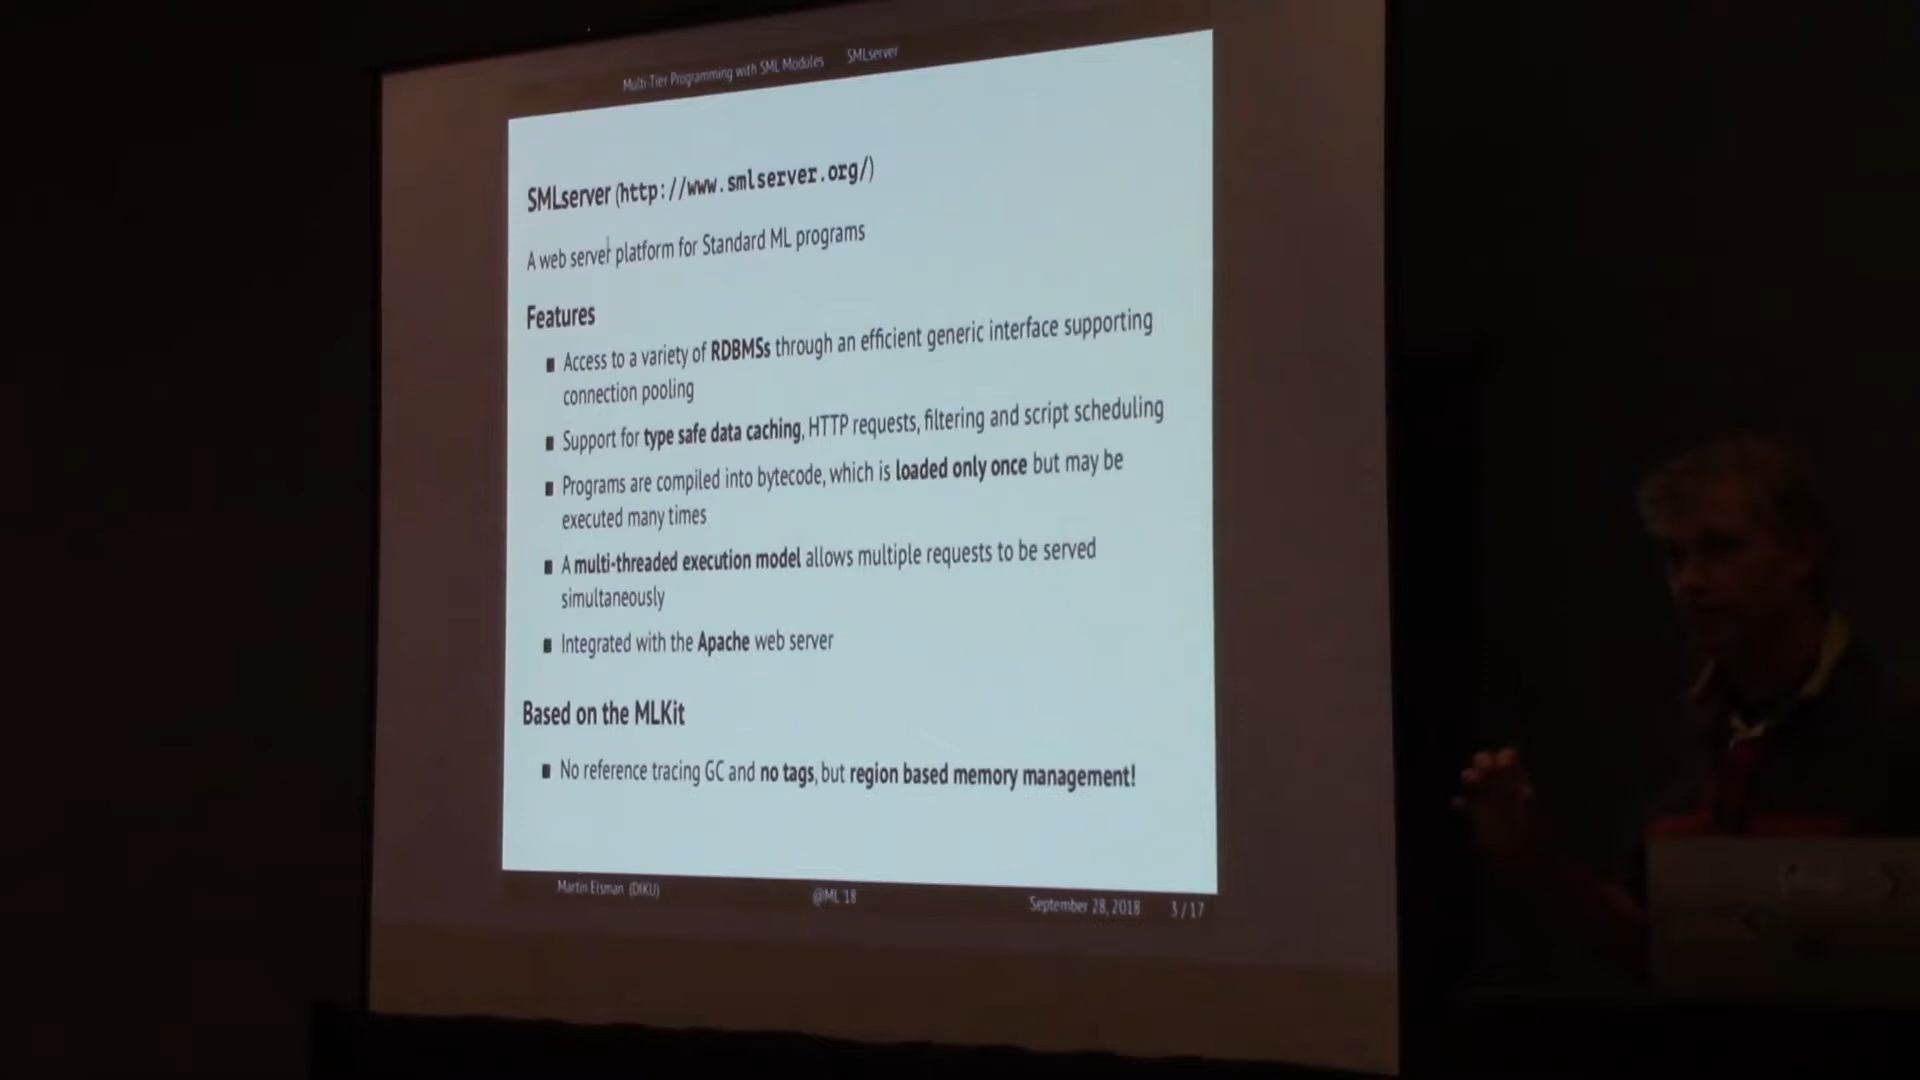 Multi-Tier Programming with SML Modules SMLserver
SMLserver (http://www.smlserver.org/)
A web server platform for Standard ML programs
Features
Access to a variety of RDBMSs through an efficient generic interface supporting
connection pooling
Support for type safe data caching, HTTP requests, filtering and script scheduling
Programs are compiled into bytecode, which is loaded only once but may be
executed many times
A multi-threaded execution model allows multiple requests to be served
simultaneously
Integrated with the Apache web server
Based on the MLKit
No reference tracing GC and no tags, but region based memory management!
Martin Elsman (DIKU) @ML'18 September 28, 2018 3 / 17